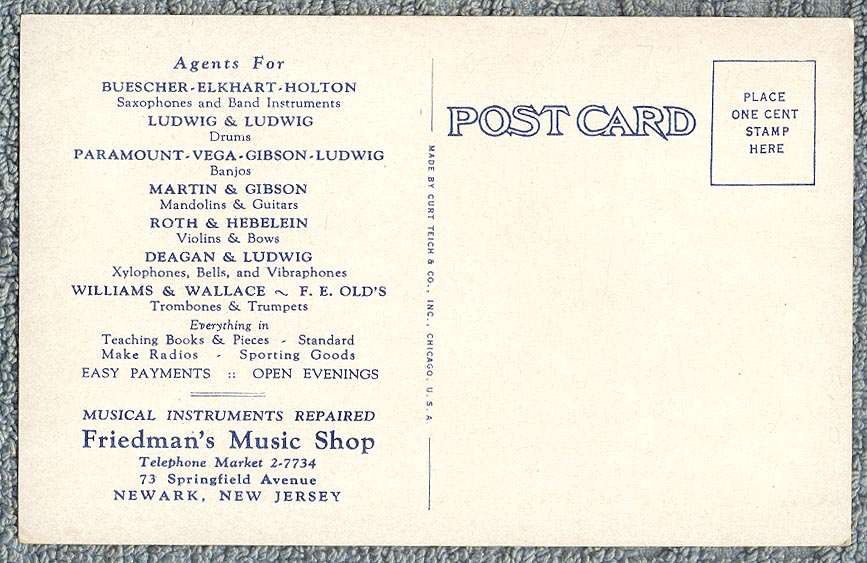 Agents For
BUESCHER-ELKHART-HOLTON
Saxophones and Band Instruments
LUDWIG & LUDWIG
Drums
PARAMOUNT-VEGA-GIBSON-LUDWIG
Banjos
MARTIN & GIBSON
Mandolins & Guitars
ROTH & HEBELEIN
Violins & Bows
DEAGAN & LUDWIG
Xylophones, Bells, and Vibraphones
WILLIAMS & WALLACE ~ F. E. OLD'S
Trombones & Trumpets
Everything in
Teaching Books & Pieces - Standard
Make Radios - Sporting Goods
EASY PAYMENTS :: OPEN EVENINGS
MUSICAL INSTRUMENTS REPAIRED
Friedman's Music Shop
Telephone Market 2-7734
73 Springfield Avenue
NEWARK, NEW JERSEY
MADE BY CURT TEICH & CO., INC., CHICAGO, U. S. A
POST CARD
PLACE
ONE CENT
STAMP
HERE